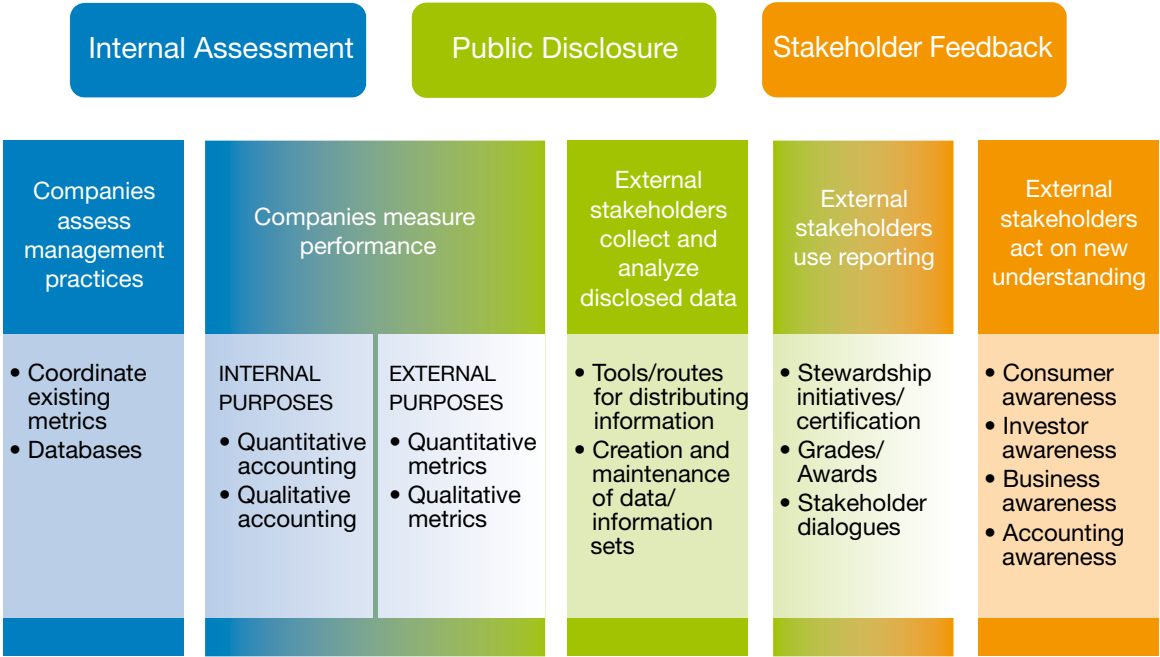 Internal Assessment
Public Disclosure
Stakeholder Feedback
Companies
assess
management
practices
Companies measure
performance
External
stakeholders
collect and
analyze
disclosed data
External
stakeholders
use reporting
External
stakeholders
act on new
understanding
• Coordinate
existing
metrics
• Databases
INTERNAL
PURPOSES
• Quantitative
accounting
• Qualitative
accounting
EXTERNAL
PURPOSES
• Quantitative
metrics
• Qualitative
metrics
• Tools/routes
for distributing
information
• Creation and
maintenance
of data/
information
sets
• Stewardship
initiatives/
certification
• Grades/
Awards
• Stakeholder
dialogues
• Consumer
awareness
• Investor
awareness
• Business
awareness
• Accounting
awareness